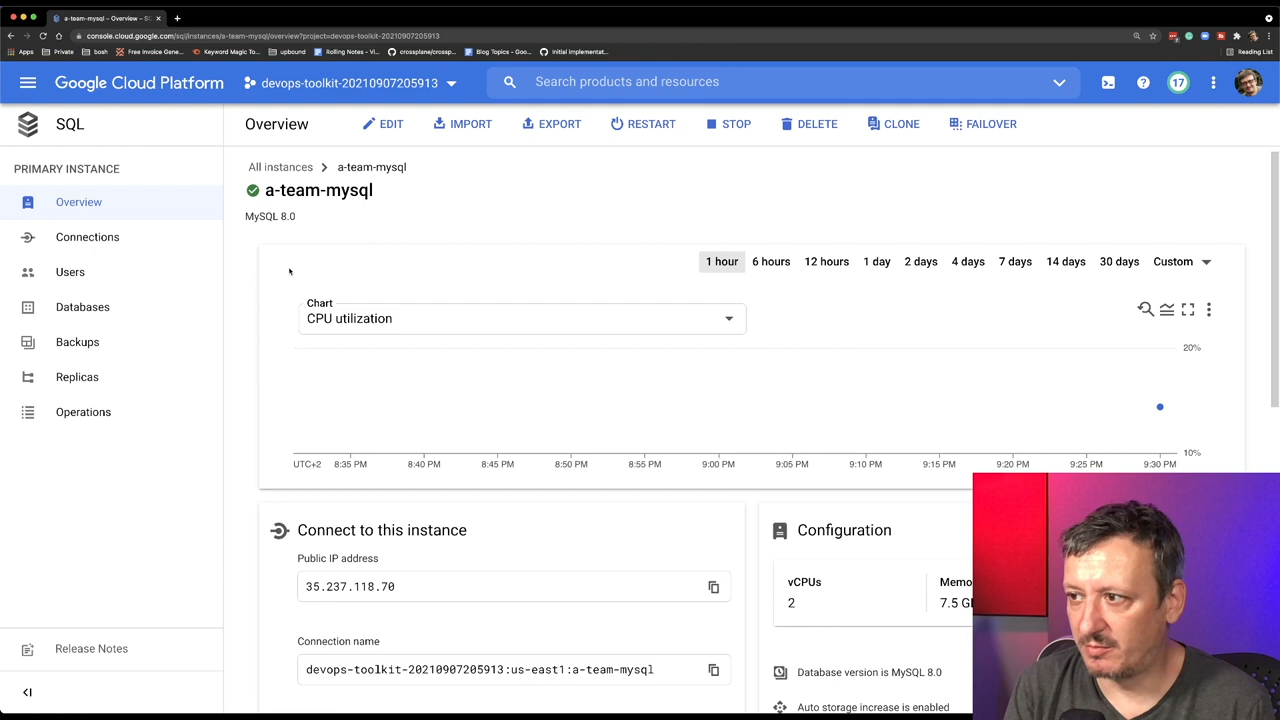 a-team-mysql – Overview – SQ
console.cloud.google.com/sql/instances/a-team-mysql/overview?project=devops-toolkit-20210907205913
Apps Private bosh Free Invoice Gene... Keyword Magic To... upbound Rolling Notes - Vi... crossplane/crossp... Blog Topics - Goo... Initial implementat... Reading List
Google Cloud Platform devops-toolkit-20210907205913 Search products and resources 17
SQL
Overview EDIT IMPORT EXPORT RESTART STOP DELETE CLONE FAILOVER
PRIMARY INSTANCE
Overview
Connections
Users
Databases
Backups
Replicas
Operations
Release Notes
All instances a-team-mysql
a-team-mysql
MySQL 8.0
1 hour 6 hours 12 hours 1 day 2 days 4 days 7 days 14 days 30 days Custom
Chart
CPU utilization
20%
10%
UTC+2 8:35 PM 8:40 PM 8:45 PM 8:50 PM 8:55 PM 9:00 PM 9:05 PM 9:10 PM 9:15 PM 9:20 PM 9:25 PM 9:30 PM
Connect to this instance
Public IP address
35.237.118.70
Connection name
devops-toolkit-20210907205913:us-east1:a-team-mysql
Configuration
vCPUs
2
Memo
7.5 G
Database version is MySQL 8.0
Auto storage increase is enabled